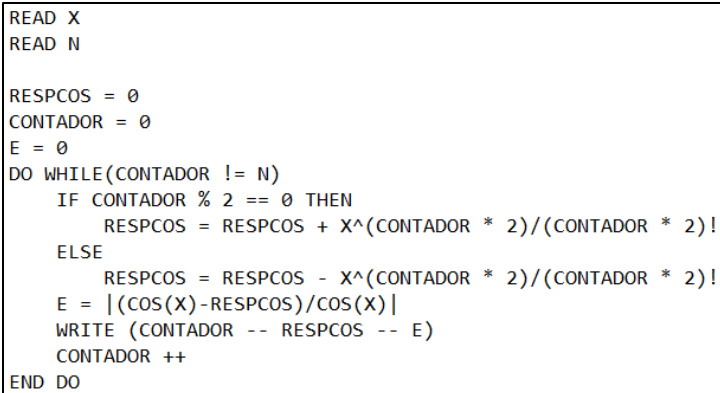 READ X
READ N
RESPCOS = 0
CONTADOR = 0
E = 0
DO WHILE(CONTADOR != N)
IF CONTADOR % 2 == 0 THEN
RESPCOS = RESPCOS + X^(CONTADOR * 2)/(CONTADOR * 2)!
ELSE
RESPCOS = RESPCOS - X^(CONTADOR * 2)/(CONTADOR * 2)!
E = |(COS(X)-RESPCOS)/COS(X)|
WRITE (CONTADOR -- RESPCOS -- E)
CONTADOR ++
END DO